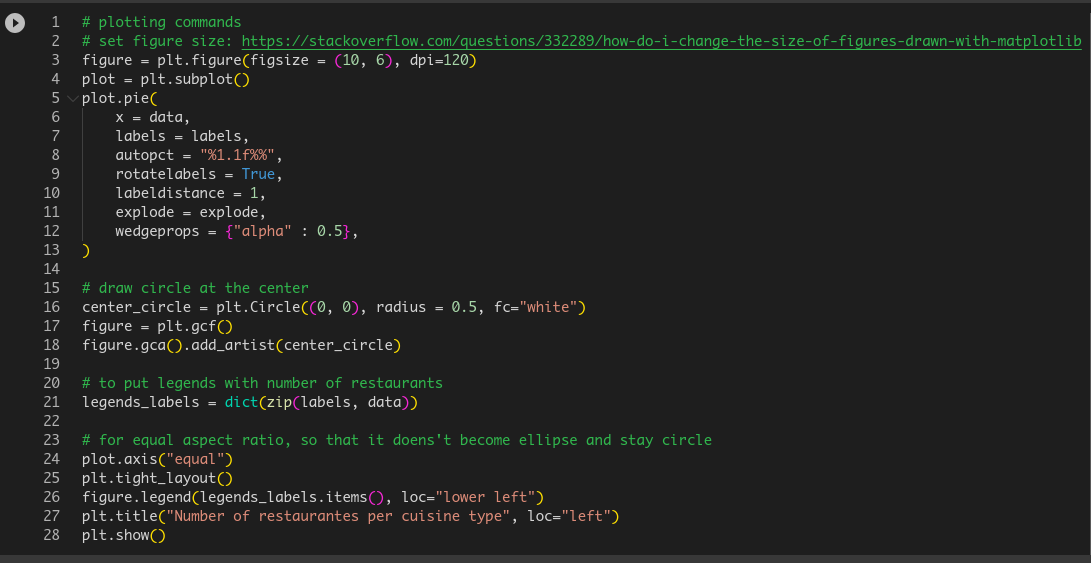 1 # plotting commands
2 # set figure size: https://stackoverflow.com/questions/332289/how-do-i-change-the-size-of-figures-drawn-with-matplotlib
3 figure = plt.figure(figsize = (10, 6), dpi=120)
4 plot = plt.subplot()
5 plot.pie(
6     x = data,
7     labels = labels,
8     autopct = "%1.1f%%",
9     rotatelabels = True,
10     labeldistance = 1,
11     explode = explode,
12     wedgeprops = {"alpha" : 0.5},
13 )
14
15 # draw circle at the center
16 center_circle = plt.Circle((0, 0), radius = 0.5, fc="white")
17 figure = plt.gcf()
18 figure.gca().add_artist(center_circle)
19
20 # to put legends with number of restaurants
21 legends_labels = dict(zip(labels, data))
22
23 # for equal aspect ratio, so that it doens't become ellipse and stay circle
24 plot.axis("equal")
25 plt.tight_layout()
26 figure.legend(legends_labels.items(), loc="lower left")
27 plt.title("Number of restaurantes per cuisine type", loc="left")
28 plt.show()